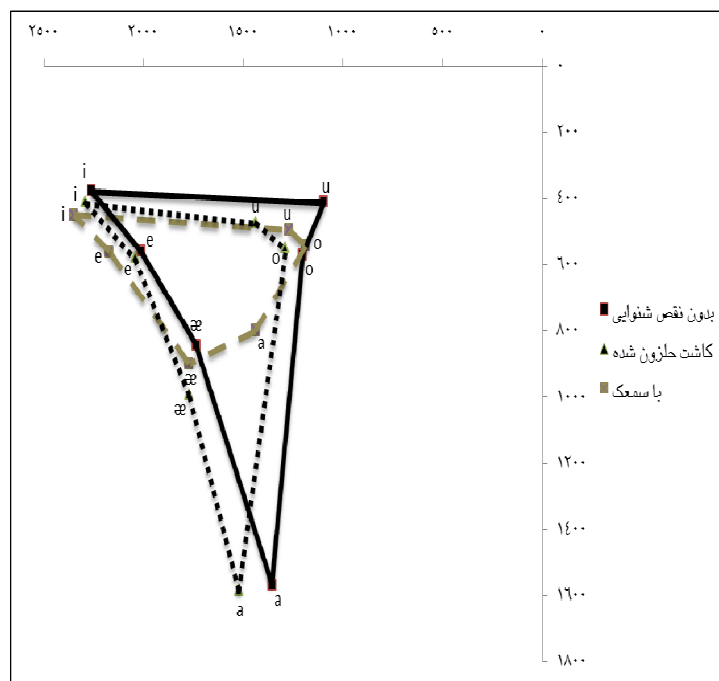 ۲۵۰۰ ۲۰۰۰ ۱۵۰۰ ۱۰۰۰ ۵۰۰ ۰
۰
۲۰۰
۴۰۰
۶۰۰
۸۰۰
۱۰۰۰
۱۲۰۰
۱۴۰۰
۱۶۰۰
۱۸۰۰
i
i
i
u
u
u
e
e
e
o
o
o
æ
æ
æ
a
a
a
بدون نقص شنوایی
کاشت حلزون شده
با سمعک